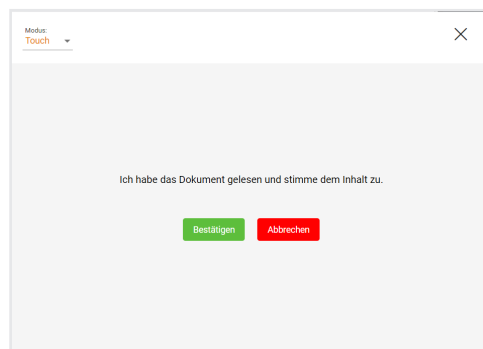 Modus:
Touch
Ich habe das Dokument gelesen und stimme dem Inhalt zu.
Bestätigen
Abbrechen